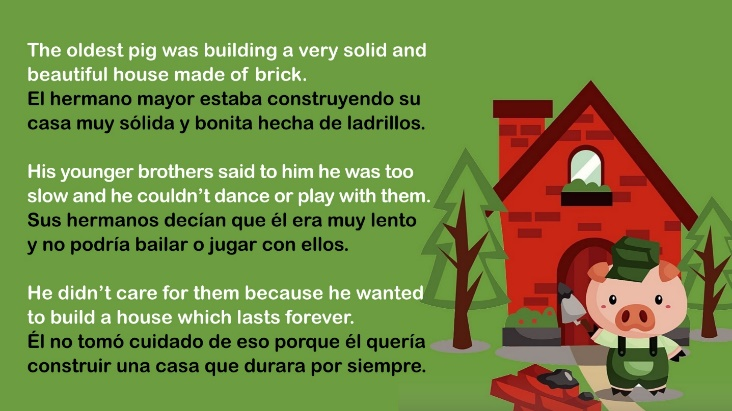 The oldest pig was building a very solid and
beautiful house made of brick.
El hermano mayor estaba construyendo su
casa muy sólida y bonita hecha de ladrillos.
His younger brothers said to him he was too
slow and he couldn't dance or play with them.
Sus hermanos decían que él era muy lento
y no podría bailar o jugar con ellos.
He didn't care for them because he wanted
to build a house which lasts forever.
Él no tomó cuidado de eso porque él quería
construir una casa que durara por siempre.